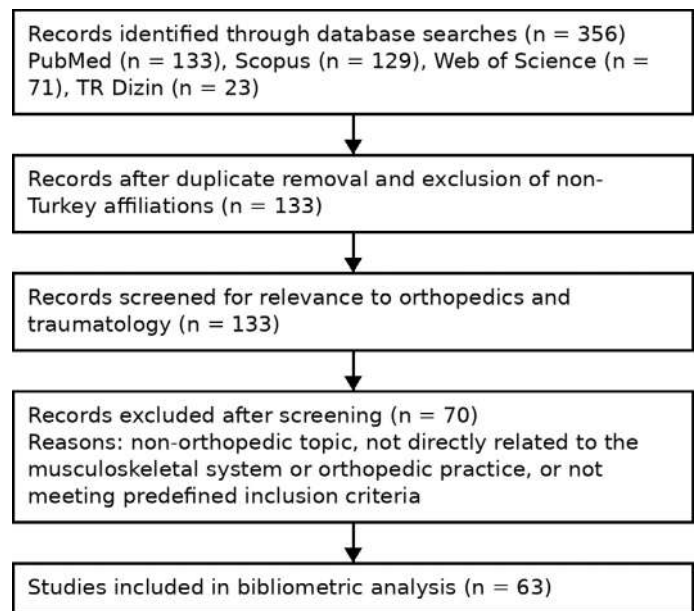 Records identified through database searches (n = 356)
PubMed (n = 133), Scopus (n = 129), Web of Science (n =
71), TR Dizin (n = 23)
Records after duplicate removal and exclusion of non-
Turkey affiliations (n = 133)
Records screened for relevance to orthopedics and
traumatology (n = 133)
Records excluded after screening (n = 70)
Reasons: non-orthopedic topic, not directly related to the
musculoskeletal system or orthopedic practice, or not
meeting predefined inclusion criteria
Studies included in bibliometric analysis (n = 63)